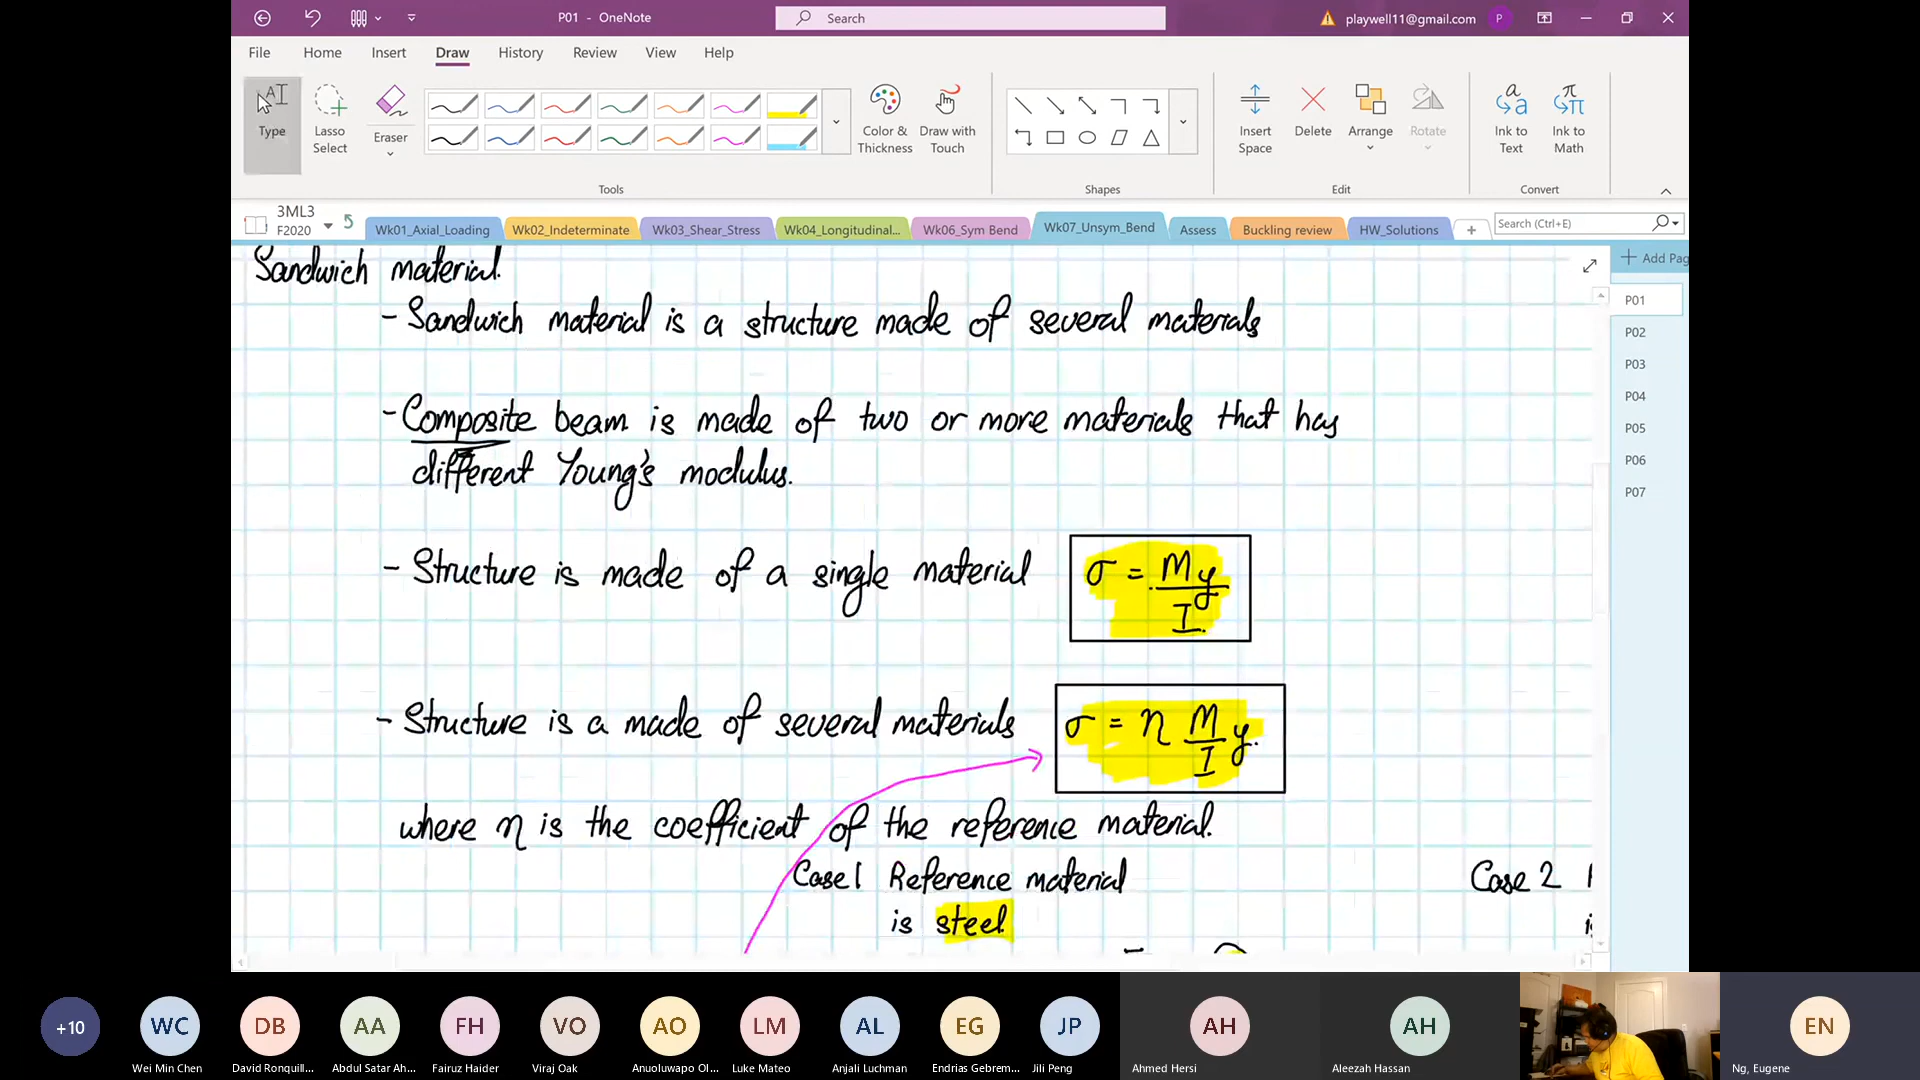 P01 - OneNote
Search
playwell11@gmail.com
P
File
Home
Insert
Draw
History
Review
View
Help
Type
Lasso Select
Eraser
Color & Thickness
Draw with Touch
Insert Space
Delete
Arrange
Rotate
Ink to Text
Ink to Math
Tools
Shapes
Edit
Convert
3ML3
F2020
Wk01_Axial_Loading
Wk02_Indeterminate
Wk03_Shear_Stress
Wk04_Longitudinal...
Wk06_Sym Bend
Wk07_Unsym_Bend
Assess
Buckling review
HW_Solutions
Search (Ctrl+E)
Add Pag
P01
P02
P03
P04
P05
P06
P07
Sandwich material.
- Sandwich material is a structure made of several materials
- Composite beam is made of two or more materials that has
different Young's modulus.
- Structure is made of a single material
σ = My/I
- Structure is a made of several materials
σ = η M/I y.
where η is the coefficient of the reference material.
Case 1 Reference material
is steel
Case 2
+10
WC
DB
AA
FH
VO
AO
LM
AL
EG
JP
AH
AH
EN
Wei Min Chen
David Ronquill...
Abdul Satar Ah...
Fairuz Haider
Viraj Oak
Anuoluwapo Ol...
Luke Mateo
Anjali Luchman
Endrias Gebrem...
Jili Peng
Ahmed Hersi
Aleezah Hassan
Ng, Eugene